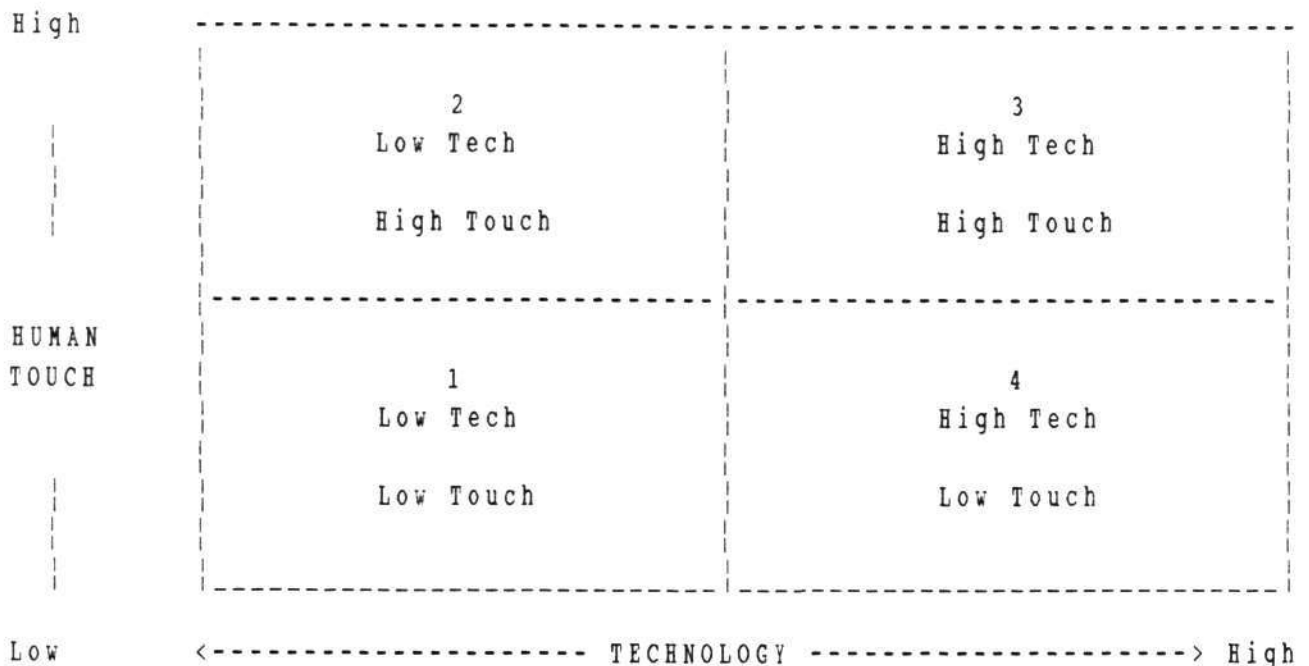 High
2 3
Low Tech High Tech
High Touch High Touch
HUMAN
TOUCH
1 4
Low Tech High Tech
Low Touch Low Touch
Low <------------------- TECHNOLOGY -------------------> High